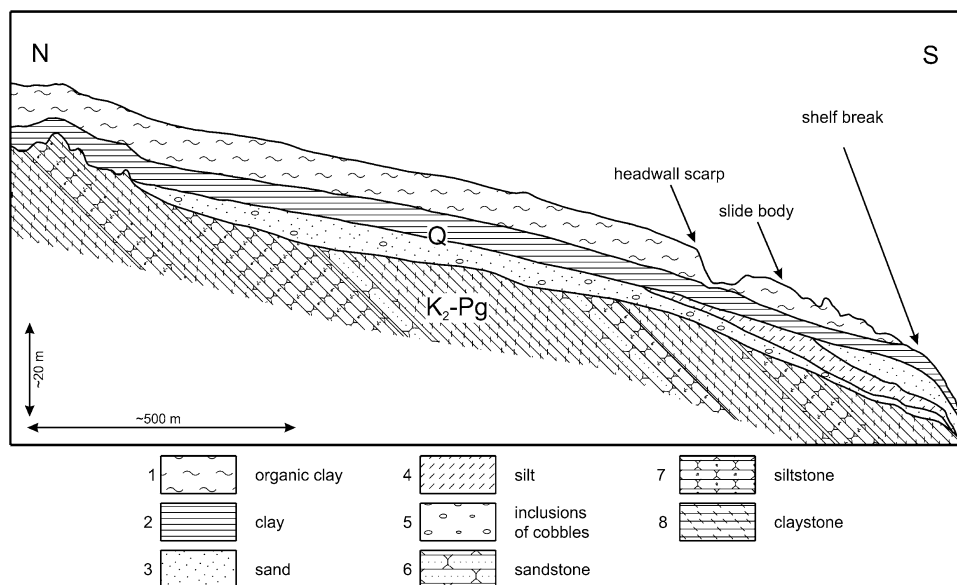 N
S
shelf break
headwall scarp
slide body
Q
K₂-Pg
~20 m
~500 m
1 organic clay
2 clay
3 sand
4 silt
5 inclusions
of cobbles
6 sandstone
7 siltstone
8 claystone